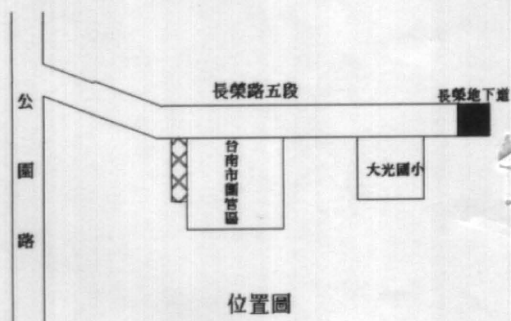 長榮路五段
長榮地下道
公園路
台南市團管區
大光國小
位置圖